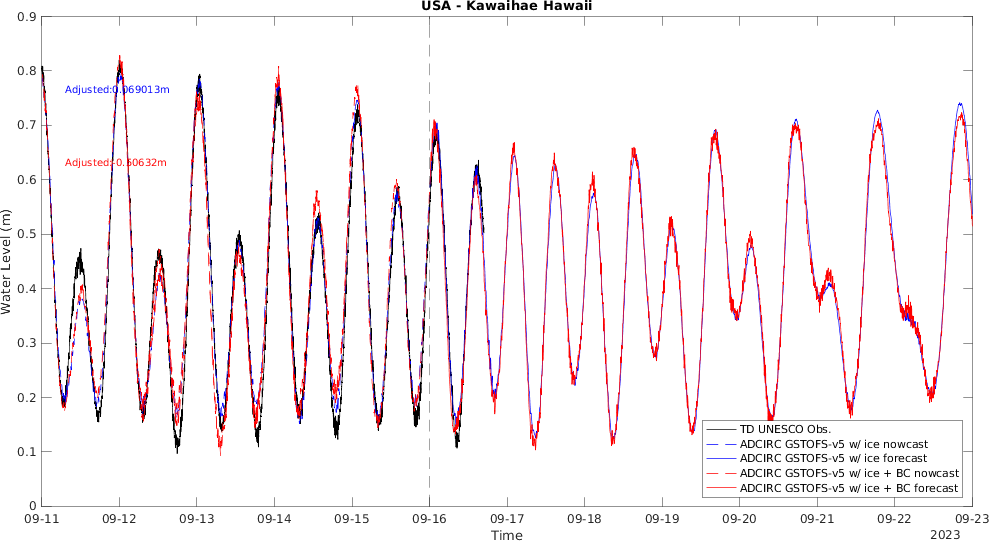 USA - Kawaihae Hawaii
0.9
0.8
0.7
0.6
0.5
0.4
0.3
0.2
0.1
0
Water Level (m)
Adjusted:0.069013m
Adjusted:-0.60632m
TD UNESCO Obs.
ADCIRC GSTOFS-v5 w/ ice nowcast
ADCIRC GSTOFS-v5 w/ ice forecast
ADCIRC GSTOFS-v5 w/ ice + BC nowcast
ADCIRC GSTOFS-v5 w/ ice + BC forecast
09-11 09-12 09-13 09-14 09-15 09-16 09-17 09-18 09-19 09-20 09-21 09-22 09-23
Time
2023